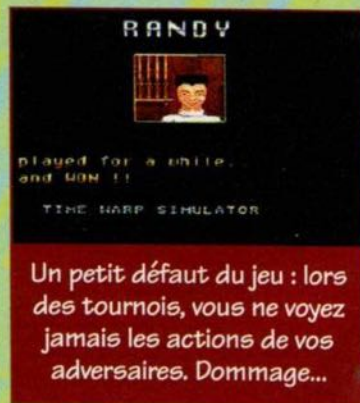 RANDY
played for a while.
and WON !!
TIME WARP SIMULATOR
Un petit défaut du jeu : lors
des tournois, vous ne voyez
jamais les actions de vos
adversaires. Dommage...